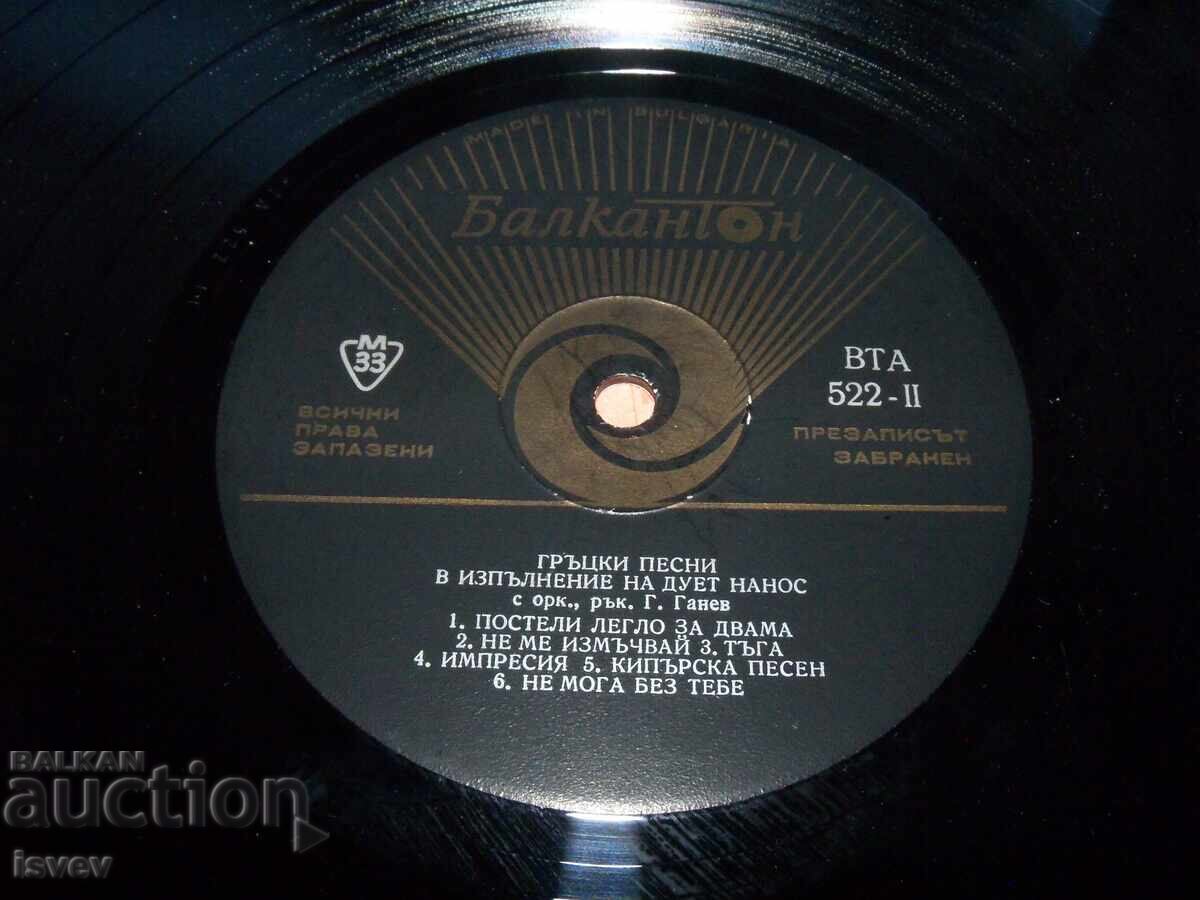 MADE IN BULGARIA
Балкантон
М
33
ВТА
522-II
ВСИЧКИ
ПРАВА
ЗАПАЗЕНИ
ПРЕЗАПИСЪТ
ЗАБРАНЕН
ГРЪЦКИ ПЕСНИ
В ИЗПЪЛНЕНИЕ НА ДУЕТ НАНОС
с орк., рък. Г. Ганев
1. ПОСТЕЛИ ЛЕГЛО ЗА ДВАМА
2. НЕ МЕ ИЗМЪЧВАЙ 3. ТЪГА
4. ИМПРЕСИЯ 5. КИПЪРСКА ПЕСЕН
6. НЕ МОГА БЕЗ ТЕБЕ
BALKAN
auction
isvev